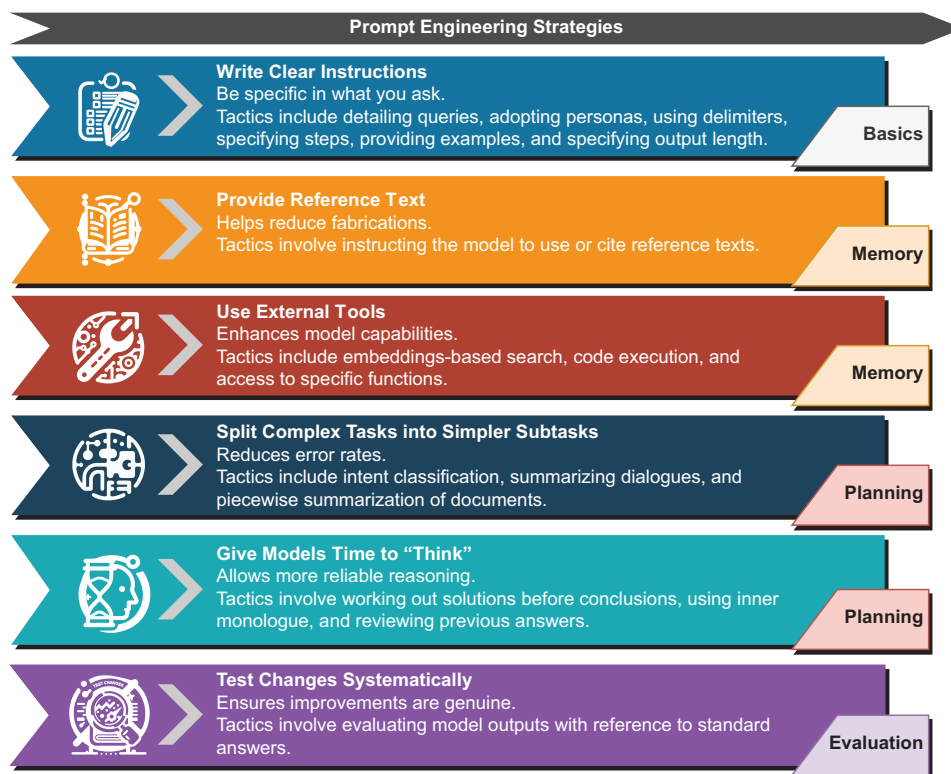 Prompt Engineering Strategies
Write Clear Instructions
Be specific in what you ask.
Tactics include detailing queries, adopting personas, using delimiters,
specifying steps, providing examples, and specifying output length.
Basics
Provide Reference Text
Helps reduce fabrications.
Tactics involve instructing the model to use or cite reference texts.
Memory
Use External Tools
Enhances model capabilities.
Tactics include embeddings-based search, code execution, and
access to specific functions.
Memory
Split Complex Tasks into Simpler Subtasks
Reduces error rates.
Tactics include intent classification, summarizing dialogues, and
piecewise summarization of documents.
Planning
Give Models Time to “Think”
Allows more reliable reasoning.
Tactics involve working out solutions before conclusions, using inner
monologue, and reviewing previous answers.
Planning
TEST CHANGES
Test Changes Systematically
Ensures improvements are genuine.
Tactics involve evaluating model outputs with reference to standard
answers.
Evaluation